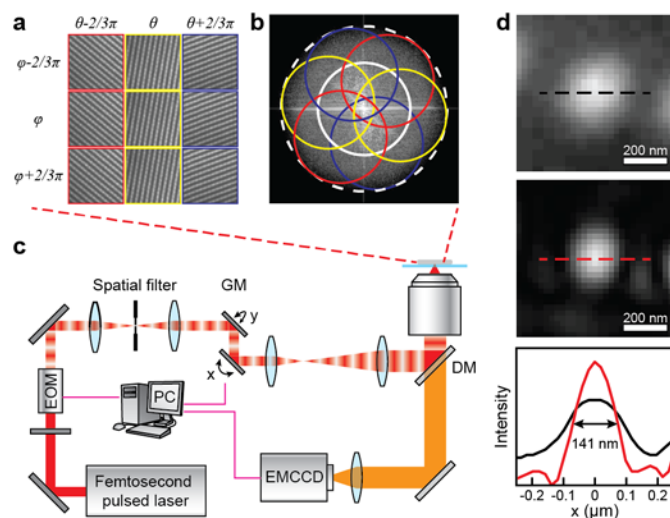 a
θ-2/3π θ θ+2/3π
φ-2/3π
φ
φ+2/3π
b
c
Spatial filter
GM
y
x
EOM
PC
DM
EMCCD
Femtosecond
pulsed laser
d
200 nm
200 nm
Intensity
141 nm
-0.2 -0.1 0 0.1 0.2
x (μm)